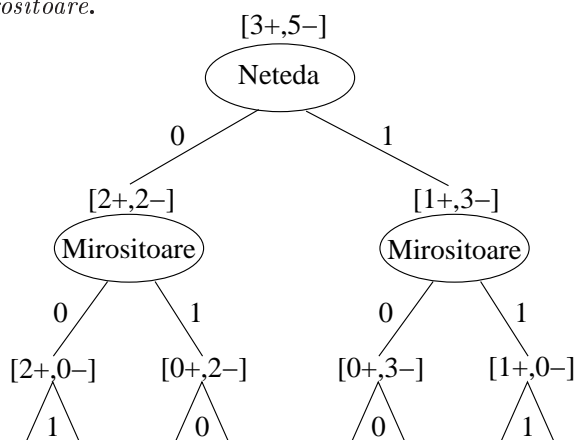 rositoare.
[3+,5−]
Neteda
0 1
[2+,2−] [1+,3−]
Mirositoare Mirositoare
0 1 0 1
[2+,0−] [0+,2−] [0+,3−] [1+,0−]
1 0 0 1